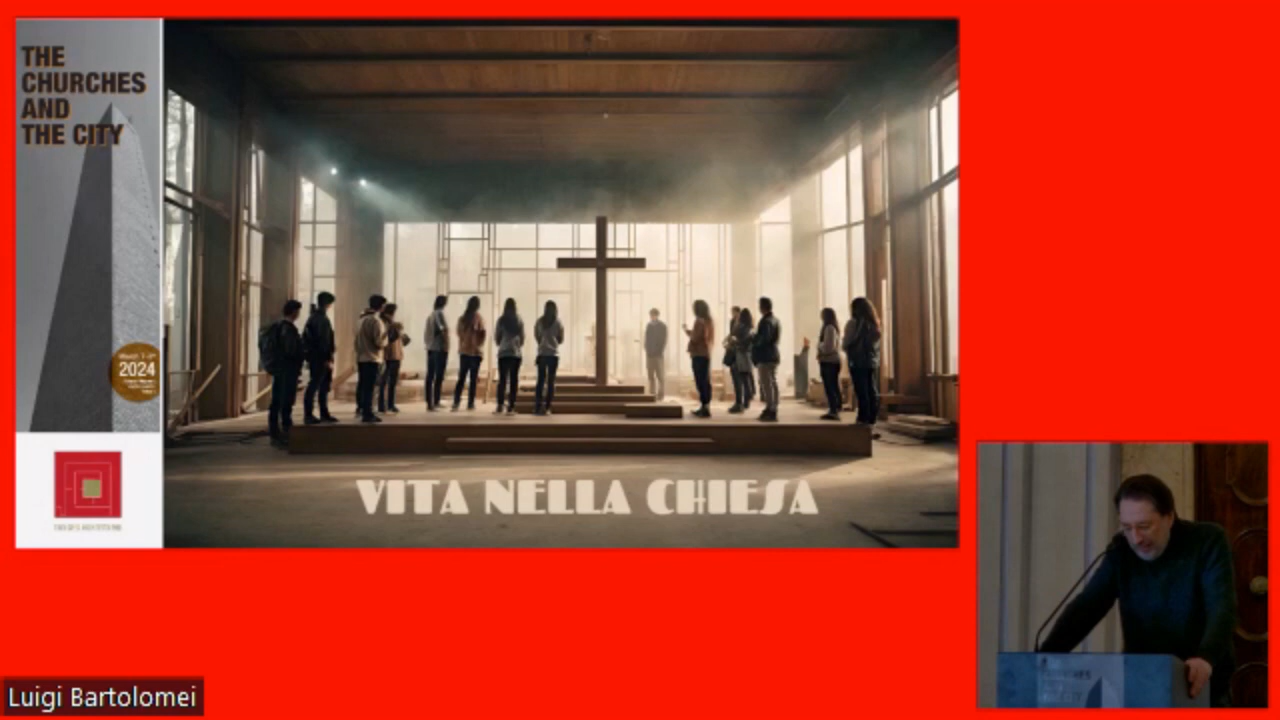 THE
CHURCHES
AND
THE CITY
2024
VITA NELLA CHIESA
Luigi Bartolomei